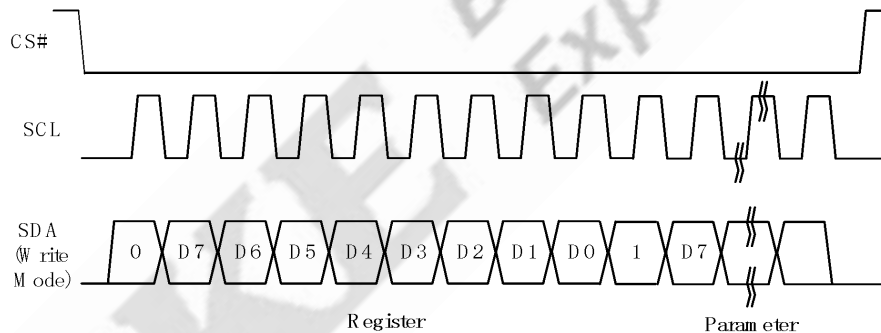 CS#
SCL
SDA
(Write
Mode)
0 D7 D6 D5 D4 D3 D2 D1 D0 1 D7
Register
Parameter